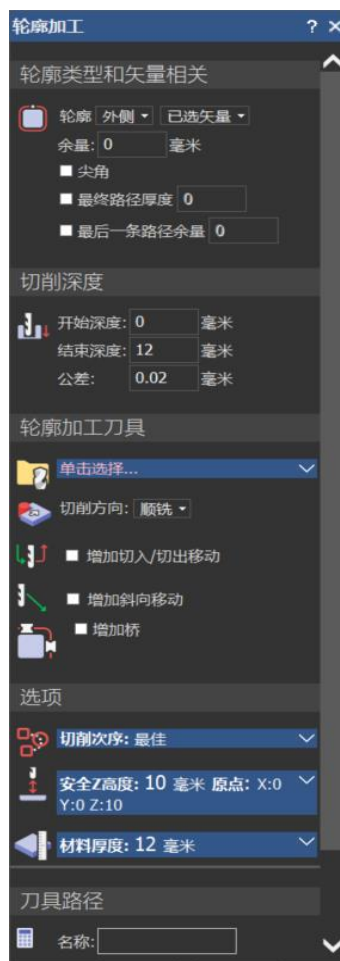 轮廓加工 ? ×
轮廓类型和矢量相关
轮廓 外侧 已选矢量
余量: 0 毫米
尖角
最终路径厚度 0
最后一条路径余量 0
切削深度
开始深度: 0 毫米
结束深度: 12 毫米
公差: 0.02 毫米
轮廓加工刀具
单击选择...
切削方向: 顺铣
增加切入/切出移动
增加斜向移动
增加桥
选项
切削次序: 最佳
安全Z高度: 10 毫米 原点: X:0
Y:0 Z:10
材料厚度: 12 毫米
刀具路径
名称: